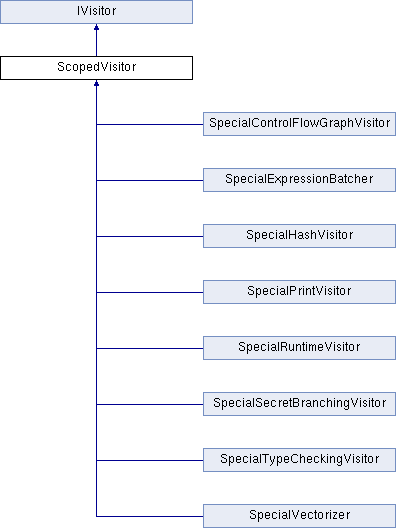 IVisitor
ScopedVisitor
SpecialControlFlowGraphVisitor
SpecialExpressionBatcher
SpecialHashVisitor
SpecialPrintVisitor
SpecialRuntimeVisitor
SpecialSecretBranchingVisitor
SpecialTypeCheckingVisitor
SpecialVectorizer